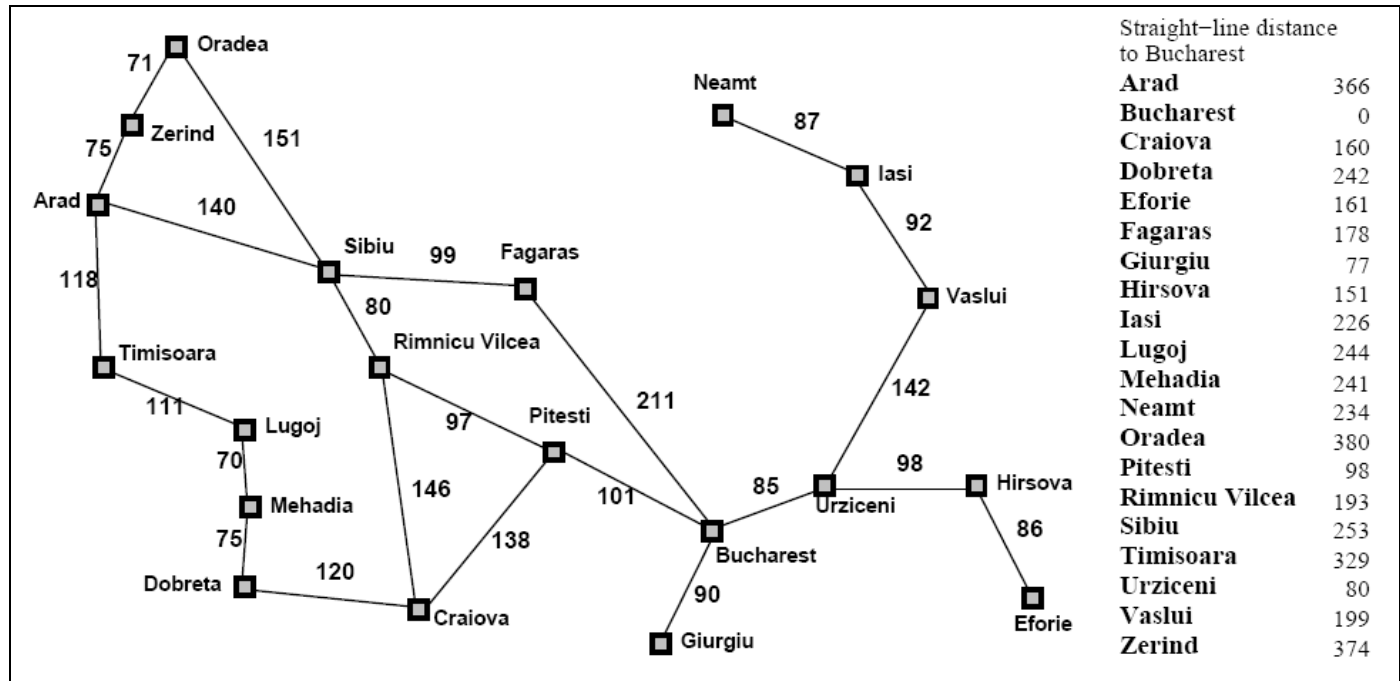 Oradea
71
Neamt
87
Zerind
151
75
Iasi
Arad
140
92
Sibiu
99
Fagaras
118
80
Vaslui
Rimnicu Vilcea
Timisoara
111
142
211
Pitesti
97
Lugoj
70
98
Hirsova
146
101
85
Urziceni
Mehadia
86
138
Bucharest
75
120
Dobreta
90
Craiova
Eforie
Giurgiu
Straight−line distance
to Bucharest
Arad 366
Bucharest 0
Craiova 160
Dobreta 242
Eforie 161
Fagaras 178
Giurgiu 77
Hirsova 151
Iasi 226
Lugoj 244
Mehadia 241
Neamt 234
Oradea 380
Pitesti 98
Rimnicu Vilcea 193
Sibiu 253
Timisoara 329
Urziceni 80
Vaslui 199
Zerind 374